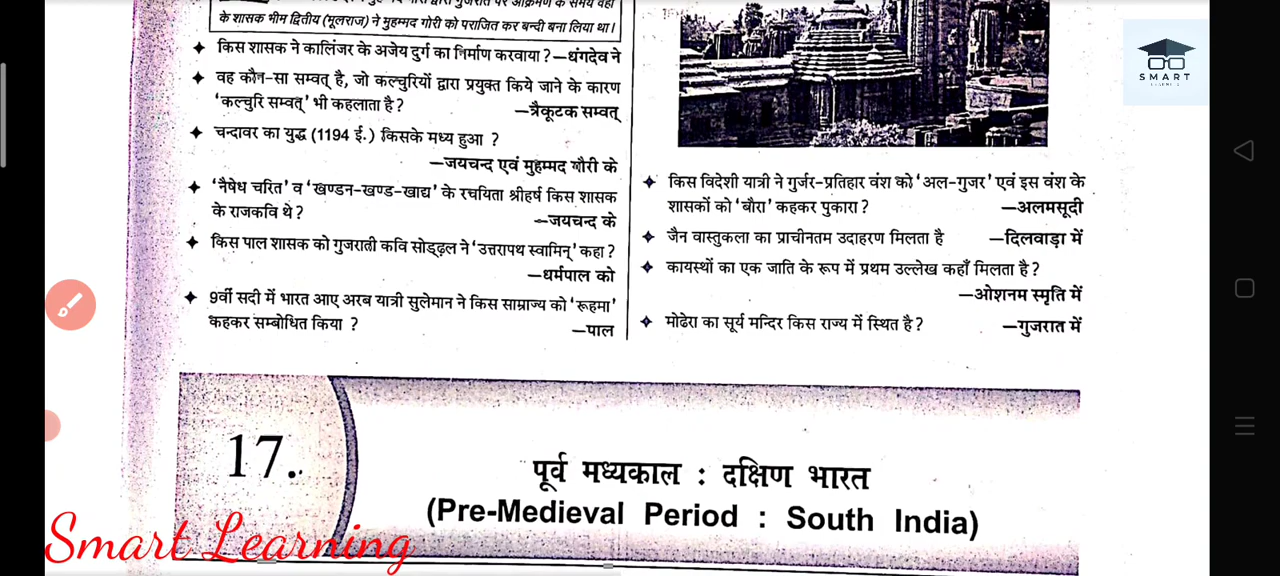 के शासक भीम द्वितीय (मूलराज) ने मुहम्मद गोरी को पराजित कर बन्दी बना लिया था।
✦ किस शासक ने कालिंजर के अजेय दुर्ग का निर्माण करवाया? —धंगदेव ने
✦ वह कौन-सा सम्वत् है, जो कल्चुरियों द्वारा प्रयुक्त किये जाने के कारण
'कल्चुरि सम्वत्' भी कहलाता है? —त्रैकूटक सम्वत्
✦ चन्दावर का युद्ध (1194 ई.) किसके मध्य हुआ ?
—जयचन्द एवं मुहम्मद गौरी के
✦ 'नैषेध चरित' व 'खण्डन-खण्ड-खाद्य' के रचयिता श्रीहर्ष किस शासक
के राजकवि थे? —जयचन्द के
✦ किस पाल शासक को गुजराती कवि सोड्ढ़ल ने 'उत्तरापथ स्वामिन्' कहा?
—धर्मपाल को
✦ 9वीं सदी में भारत आए अरब यात्री सुलेमान ने किस साम्राज्य को 'रूहमा'
कहकर सम्बोधित किया ? —पाल
SMART
✦ किस विदेशी यात्री ने गुर्जर-प्रतिहार वंश को 'अल-गुजर' एवं इस वंश के
शासकों को 'बौरा' कहकर पुकारा? —अलमसूदी
✦ जैन वास्तुकला का प्राचीनतम उदाहरण मिलता है —दिलवाड़ा में
✦ कायस्थों का एक जाति के रूप में प्रथम उल्लेख कहाँ मिलता है?
—ओशनम स्मृति में
✦ मोढेरा का सूर्य मन्दिर किस राज्य में स्थित है? —गुजरात में
17.
पूर्व मध्यकाल : दक्षिण भारत
(Pre-Medieval Period : South India)
Smart Learning